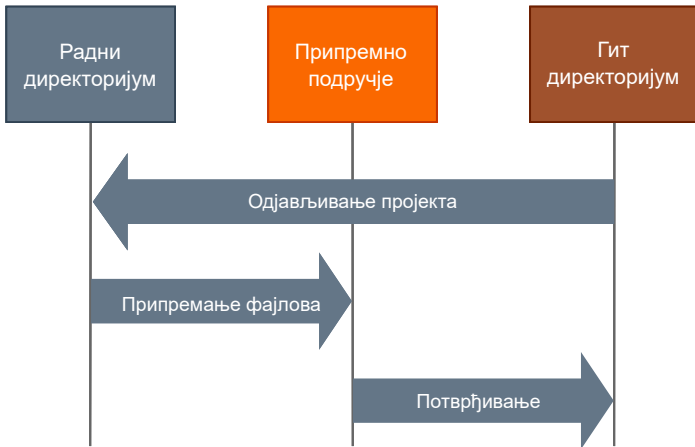 Радни
директоријум
Припремно
подручје
Гит
директоријум
Одјављивање пројекта
Припремање фајлова
Потврђивање